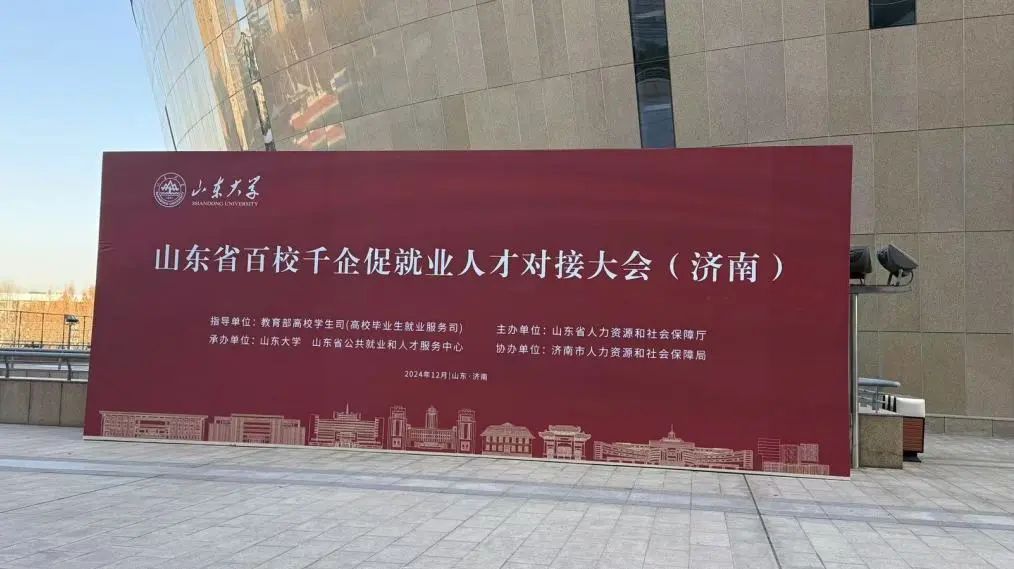 山东大学
SHANDONG UNIVERSITY
山东省百校千企促就业人才对接大会（济南）
指导单位：教育部高校学生司(高校毕业生就业服务司)
主办单位：山东省人力资源和社会保障厅
承办单位：山东大学 山东省公共就业和人才服务中心
协办单位：济南市人力资源和社会保障局
2024年12月|山东·济南